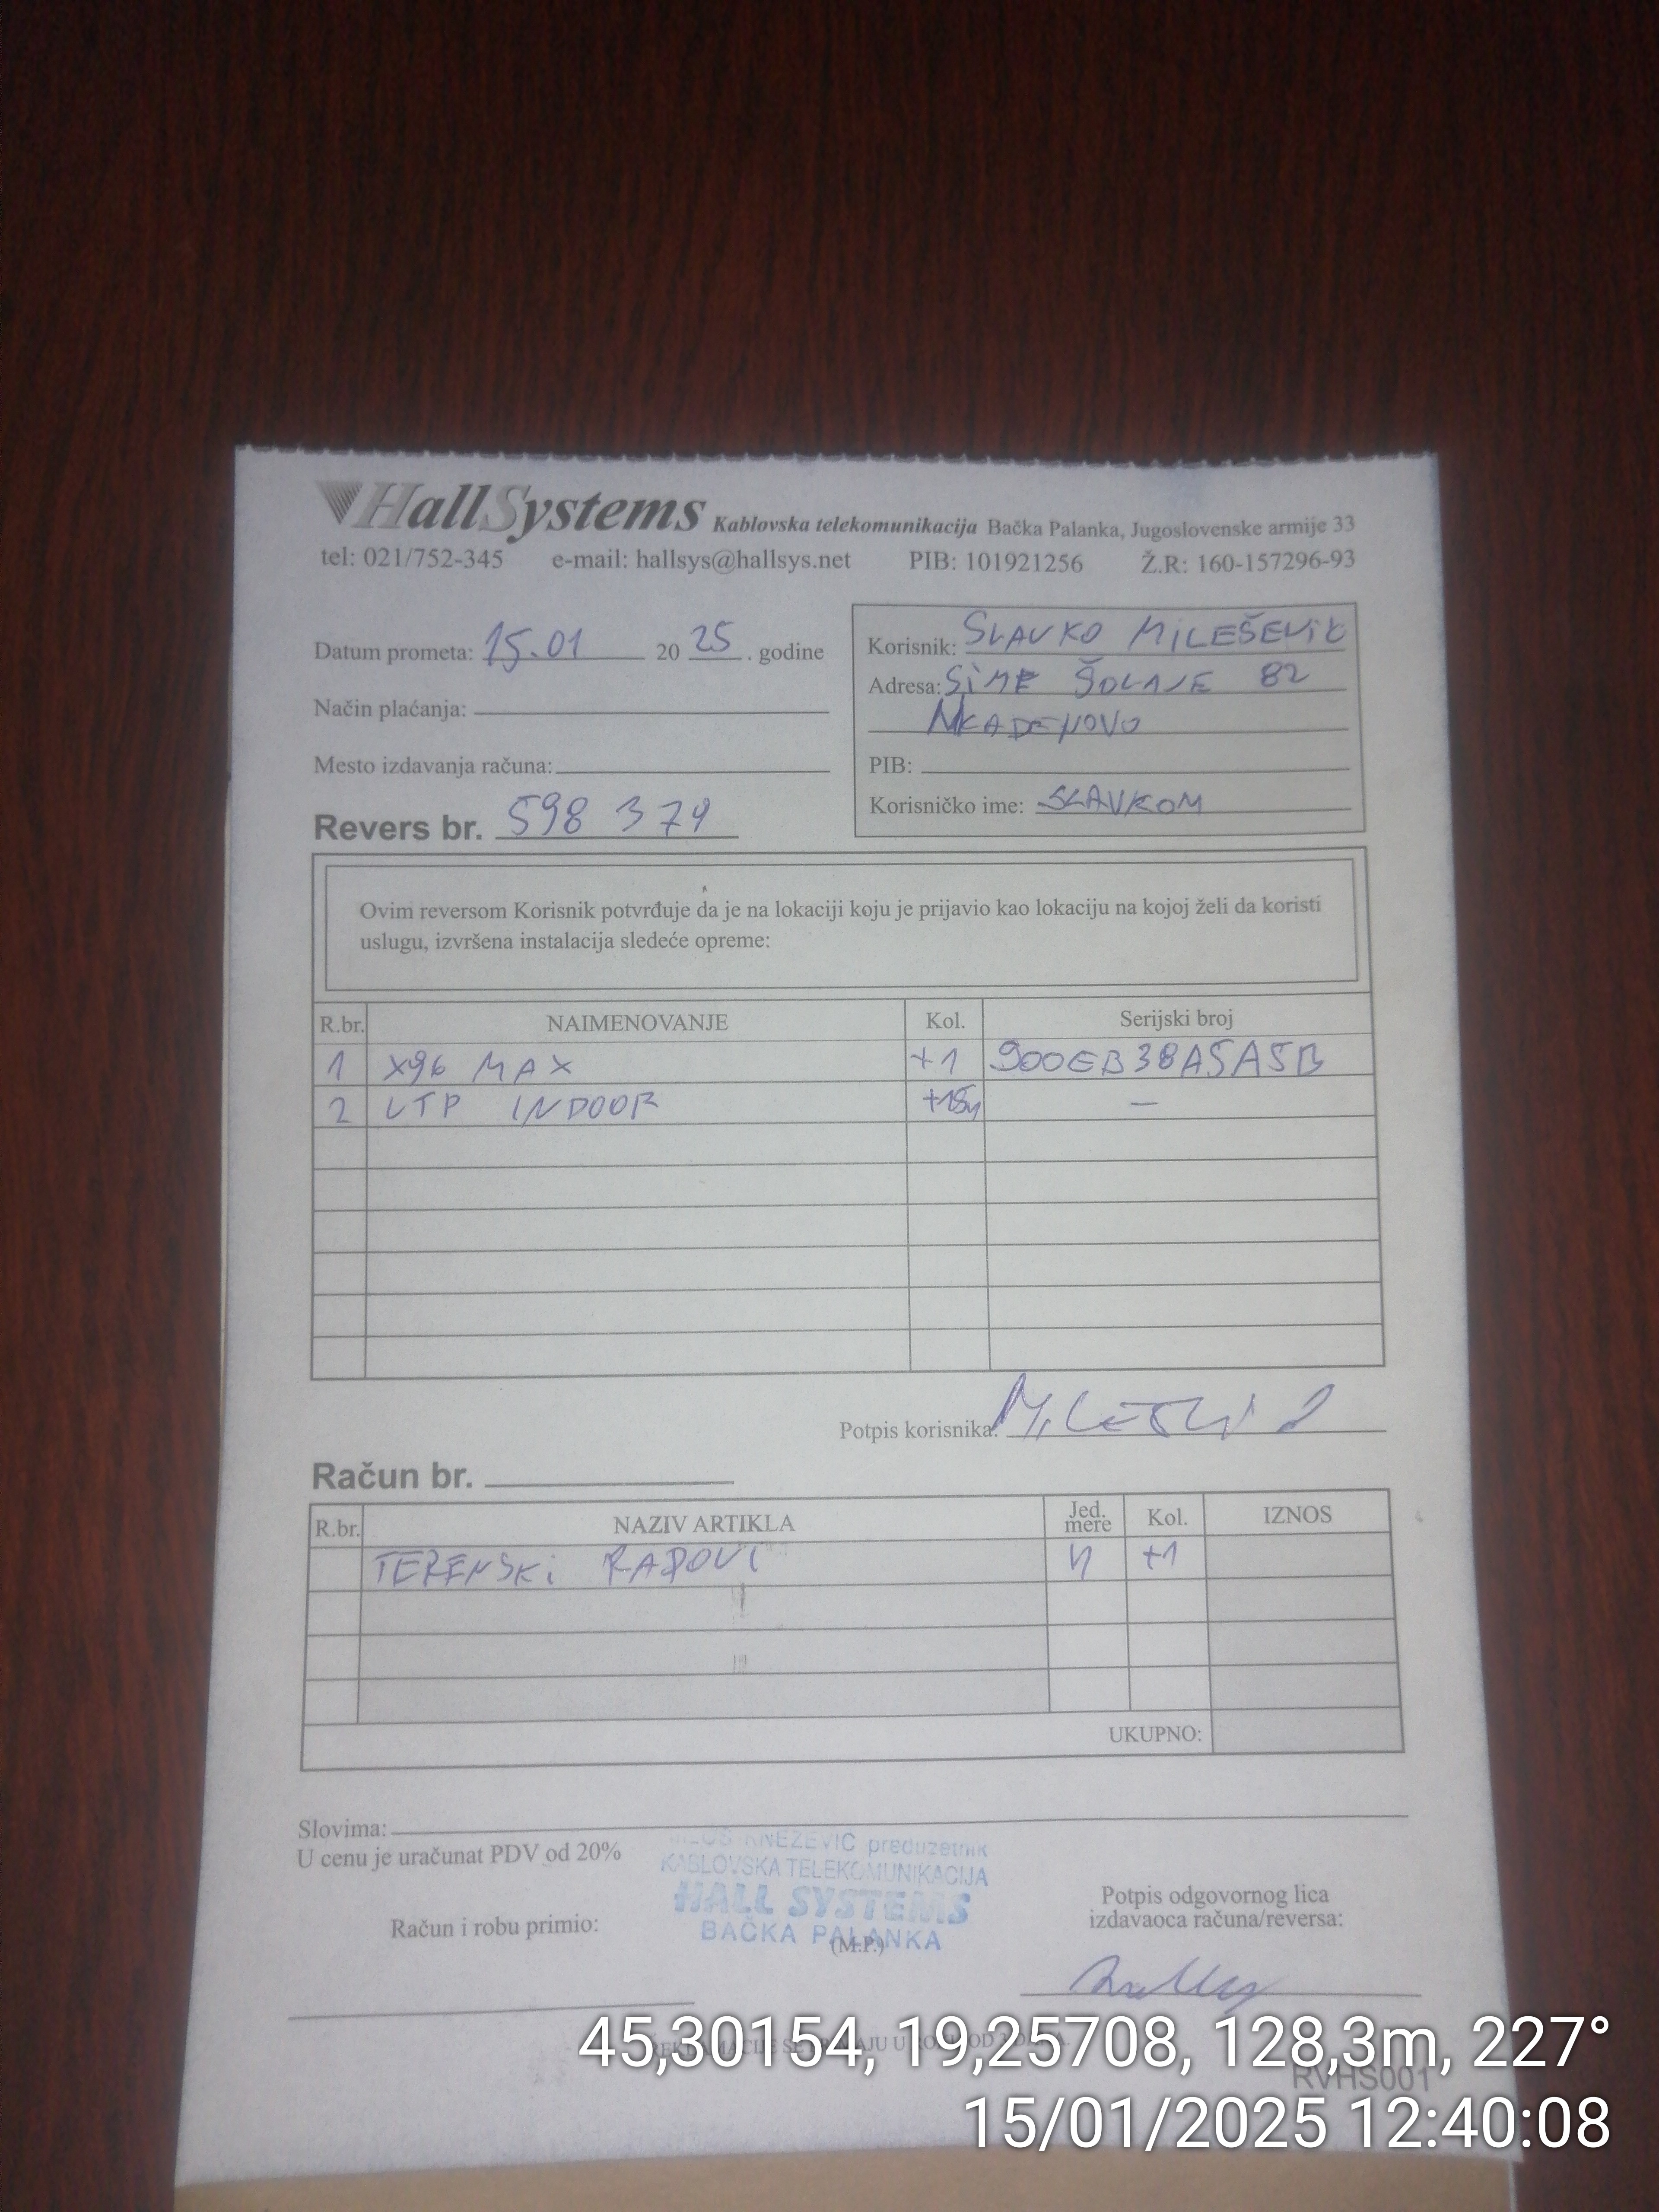 HallSystems Kablovska telekomunikacija Bačka Palanka, Jugoslovenske armije 33
tel: 021/752-345 e-mail: hallsys@hallsys.net PIB: 101921256 Ž.R: 160-157296-93
Datum prometa: 15.01 2025. godine
Način plaćanja:
Mesto izdavanja računa:
Revers br. 598 379
Korisnik: SLAVKO MILEŠEVIĆ
Adresa: SIME ŠOLAJE 82
MLADENOVO
PIB:
Korisničko ime: SLAVKOM
Ovim reversom Korisnik potvrđuje da je na lokaciji koju je prijavio kao lokaciju na kojoj želi da koristi
uslugu, izvršena instalacija sledeće opreme:
R.br. NAIMENOVANJE Kol. Serijski broj
1 X96 MAX +1 900EB38A5A5B
2 UTP INDOOR +15m —
Potpis korisnika:
Račun br.
R.br. NAZIV ARTIKLA Jed. mere Kol. IZNOS
TERENSKI RADOVI +1
UKUPNO:
Slovima:
U cenu je uračunat PDV od 20%
KNEŽEVIĆ preduzetnik
KABLOVSKA TELEKOMUNIKACIJA
HALL SYSTEMS
BAČKA PALANKA
(M.P.)
Račun i robu primio:
Potpis odgovornog lica
izdavaoca računa/reversa:
45,30154, 19,25708, 128,3m, 227°
RVHS001
15/01/2025 12:40:08